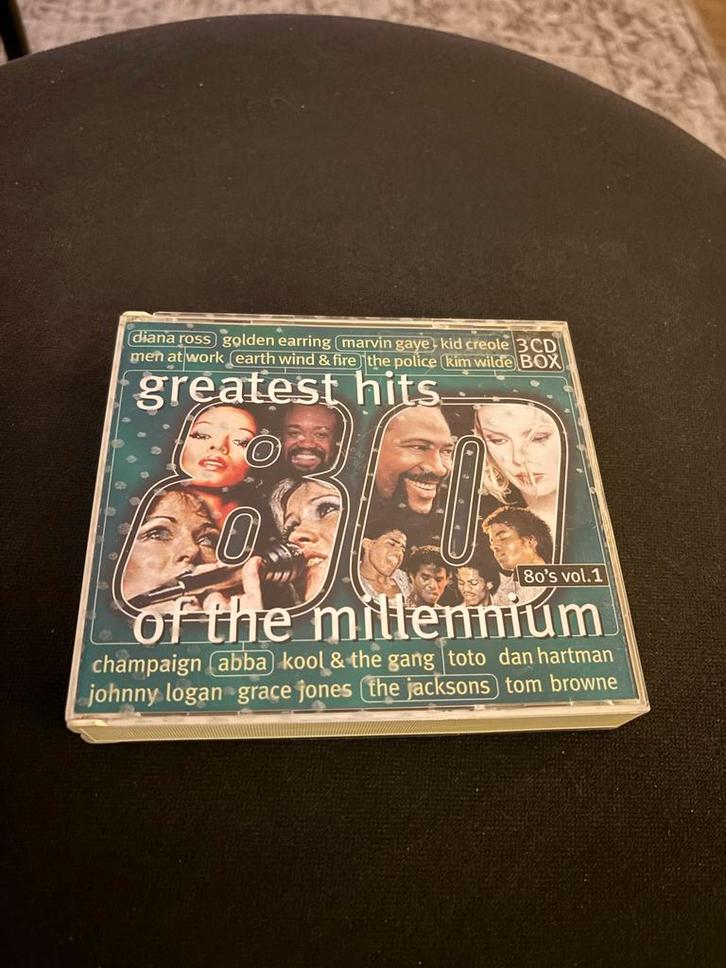 diana ross golden earring marvin gaye kid creole
men at work earth wind & fire the police kim wilde
3CD
BOX
greatest hits
80
80's vol.1
of the millennium
champaign abba kool & the gang toto dan hartman
johnny logan grace jones the jacksons tom browne